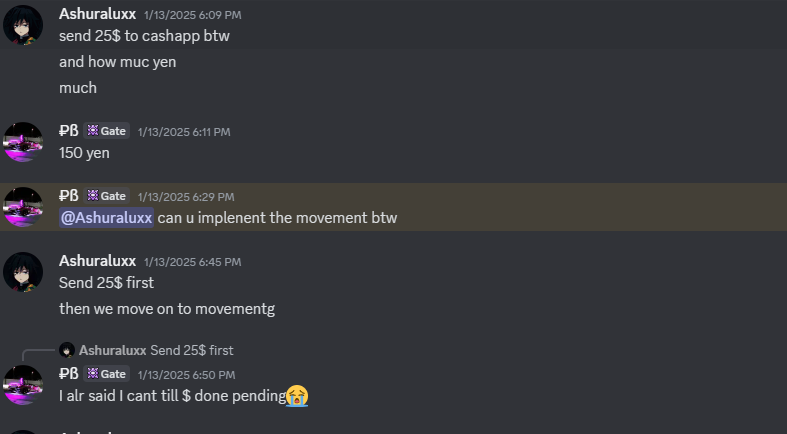 Ashuraluxx 1/13/2025 6:09 PM
send 25$ to cashapp btw
and how muc yen
much
₽ß Gate 1/13/2025 6:11 PM
150 yen
₽ß Gate 1/13/2025 6:29 PM
@Ashuraluxx can u implenent the movement btw
Ashuraluxx 1/13/2025 6:45 PM
Send 25$ first
then we move on to movementg
Ashuraluxx Send 25$ first
₽ß Gate 1/13/2025 6:50 PM
I alr said I cant till $ done pending😭